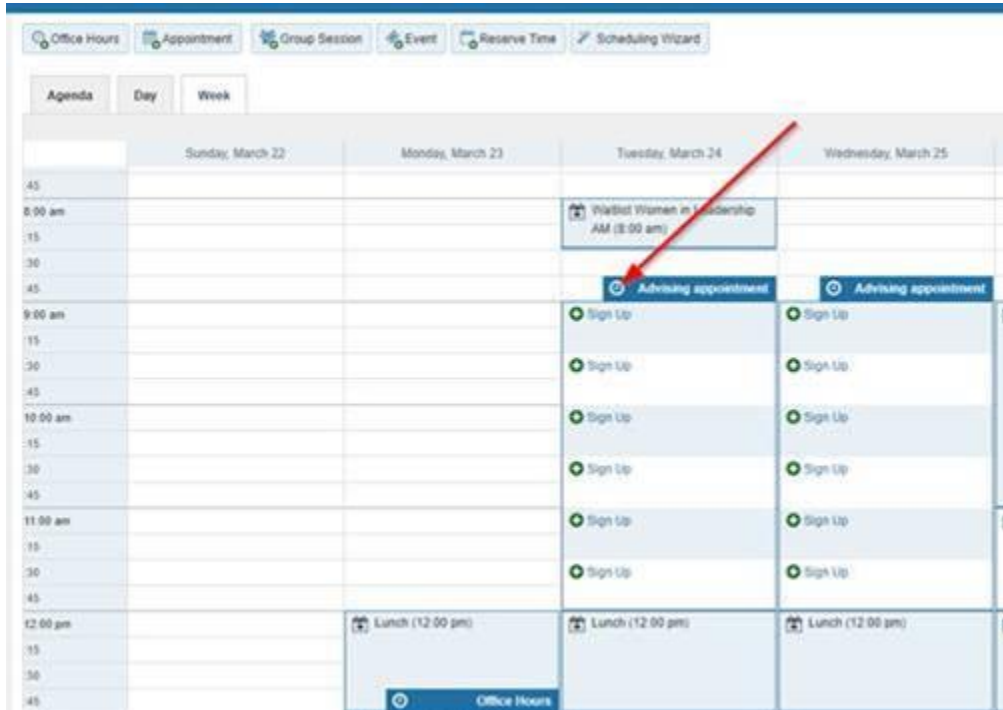 Office Hours Appointment Group Session Event Reserve Time Scheduling Wizard
Agenda Day Week
Sunday, March 22 Monday, March 23 Tuesday, March 24 Wednesday, March 25
:45
8:00 am Waitlist Women in Leadership
:15 AM (8:00 am)
:30
:45 Advising appointment Advising appointment
9:00 am Sign Up Sign Up
:15
:30 Sign Up Sign Up
:45
10:00 am Sign Up Sign Up
:15
:30 Sign Up Sign Up
:45
11:00 am Sign Up Sign Up
:15
:30 Sign Up Sign Up
:45
12:00 pm Lunch (12:00 pm) Lunch (12:00 pm) Lunch (12:00 pm)
:15
:30
:45 Office Hours